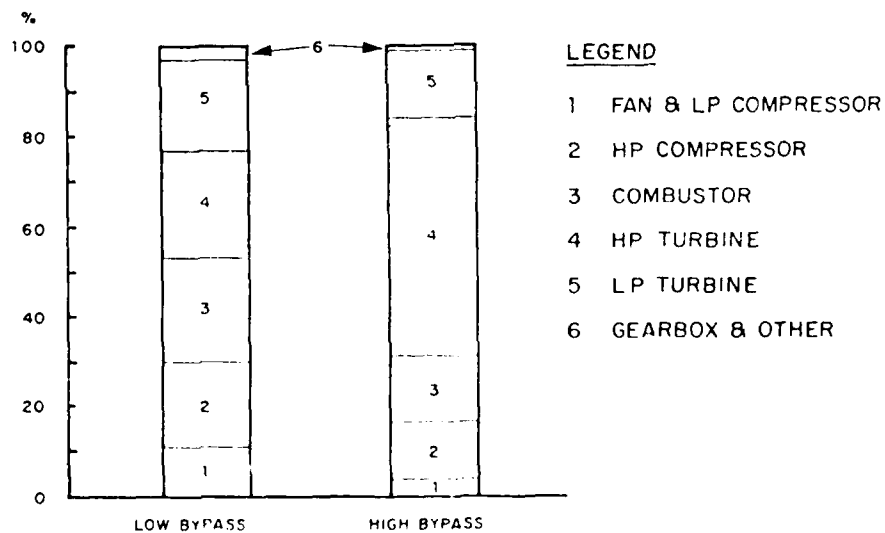 %
100
80
60
40
20
0
6
5
4
3
2
1
5
4
3
2
1
LOW BYPASS
HIGH BYPASS
LEGEND
1 FAN & LP COMPRESSOR
2 HP COMPRESSOR
3 COMBUSTOR
4 HP TURBINE
5 LP TURBINE
6 GEARBOX & OTHER